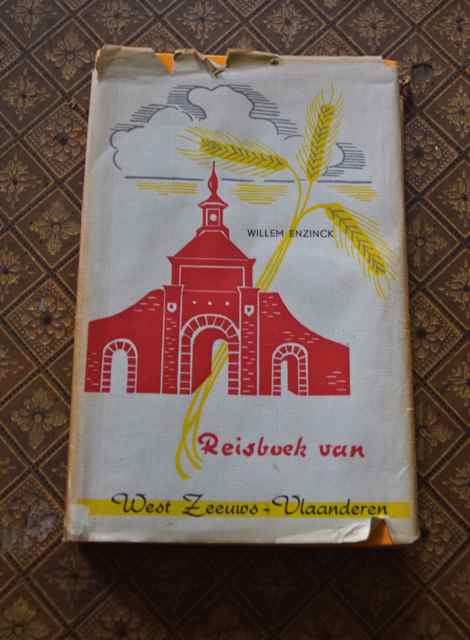 WILLEM ENZINCK
Reisboek van
West Zeeuws-Vlaanderen